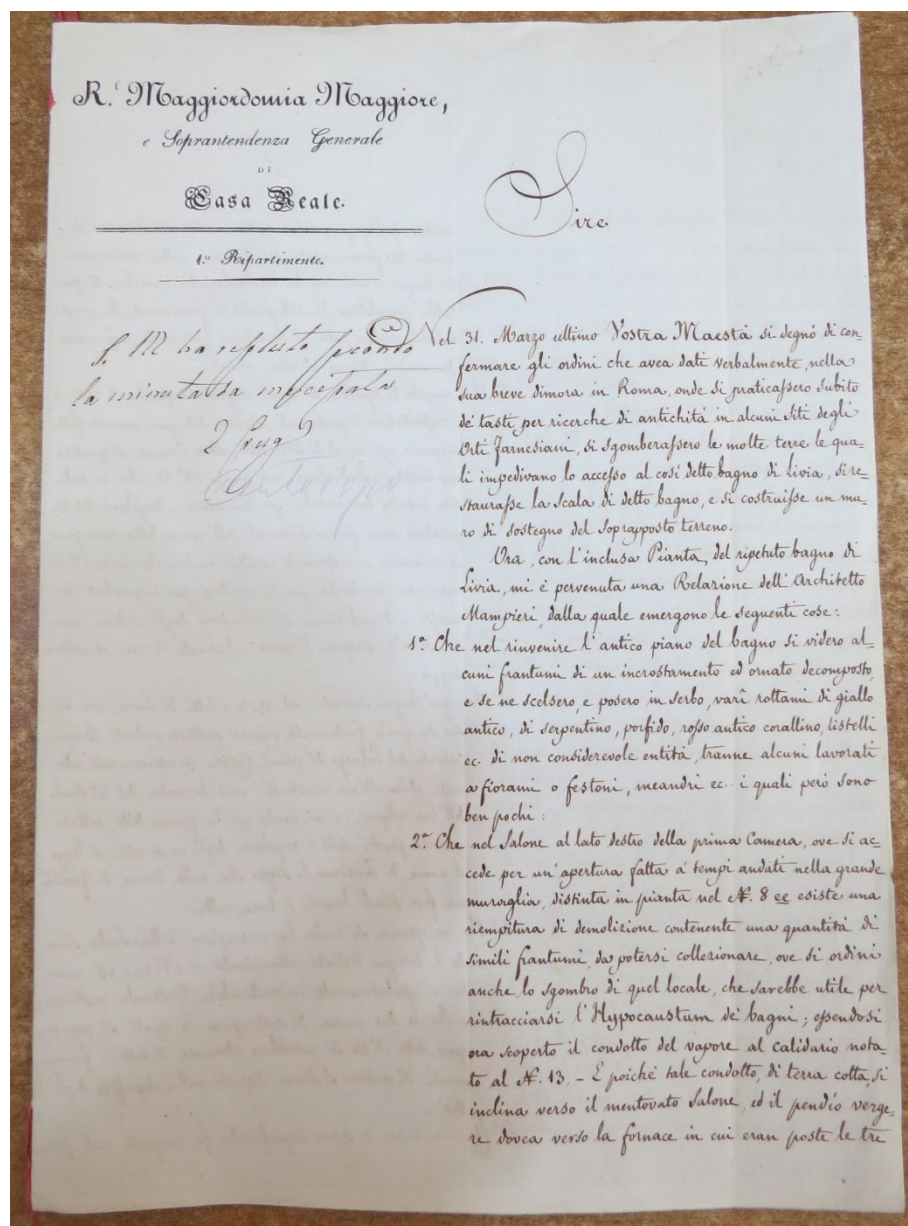 R.ˡ Maggiordomia Maggiore,
e Soprantendenza Generale
DI
Casa Reale.
1.º Ripartimento.
Sire
S. M. ha risoluto secondo
la minuta
2
Nel 31. Marzo ultimo Vostra Maestà si degnò di con-
fermare gli ordini che avea dati verbalmente, nella
sua breve dimora in Roma, onde si praticassero subito
de' tasti per ricerche di antichità in alcuni siti degli
Orti Farnesiani, si sgomberassero le molte terre le qua-
li impedivano lo accesso al così detto bagno di Livia, si re-
staurasse la Scala di detto bagno, e si costruisse un mu-
ro di sostegno del soprapposto terreno.
Ora, con l'inclusa Pianta, del ripetuto bagno di
Livia, mi è pervenuta una Relazione dell'Architetto
Mampieri, dalla quale emergono le seguenti cose:
1.º Che nel rinvenire l'antico piano del bagno si videro al-
cuni frantumi di un incrostamento ed ornato decomposto,
e se ne scelsero, e posero in serbo, varî rottami di giallo
antico, di serpentino, porfido, rosso antico corallino, listelli
ec. di non considerevole entità, tranne alcuni lavorati
a fiorami o festoni, meandri ec. i quali però sono
ben pochi:
2.º Che nel Salone al lato destro della prima Camera, ove si ac-
cede per un'apertura fatta a' tempi andati nella grande
muraglia, distinta in pianta nel N. 8 ee esiste una
riempitura di demolizione contenente una quantità di
simili frantumi, da potersi collezionare, ove si ordini
anche lo sgombro di quel locale, che sarebbe utile per
rintracciarsi l'Hypocaustum de' bagni; essendosi
ora scoperto il condotto del vapore al calidario nota-
to al N. 13. - E poichè tale condotto, di terra cotta, si
inclina verso il mentovato Salone, ed il pendìo verge-
re dovea verso la fornace in cui eran poste le tre